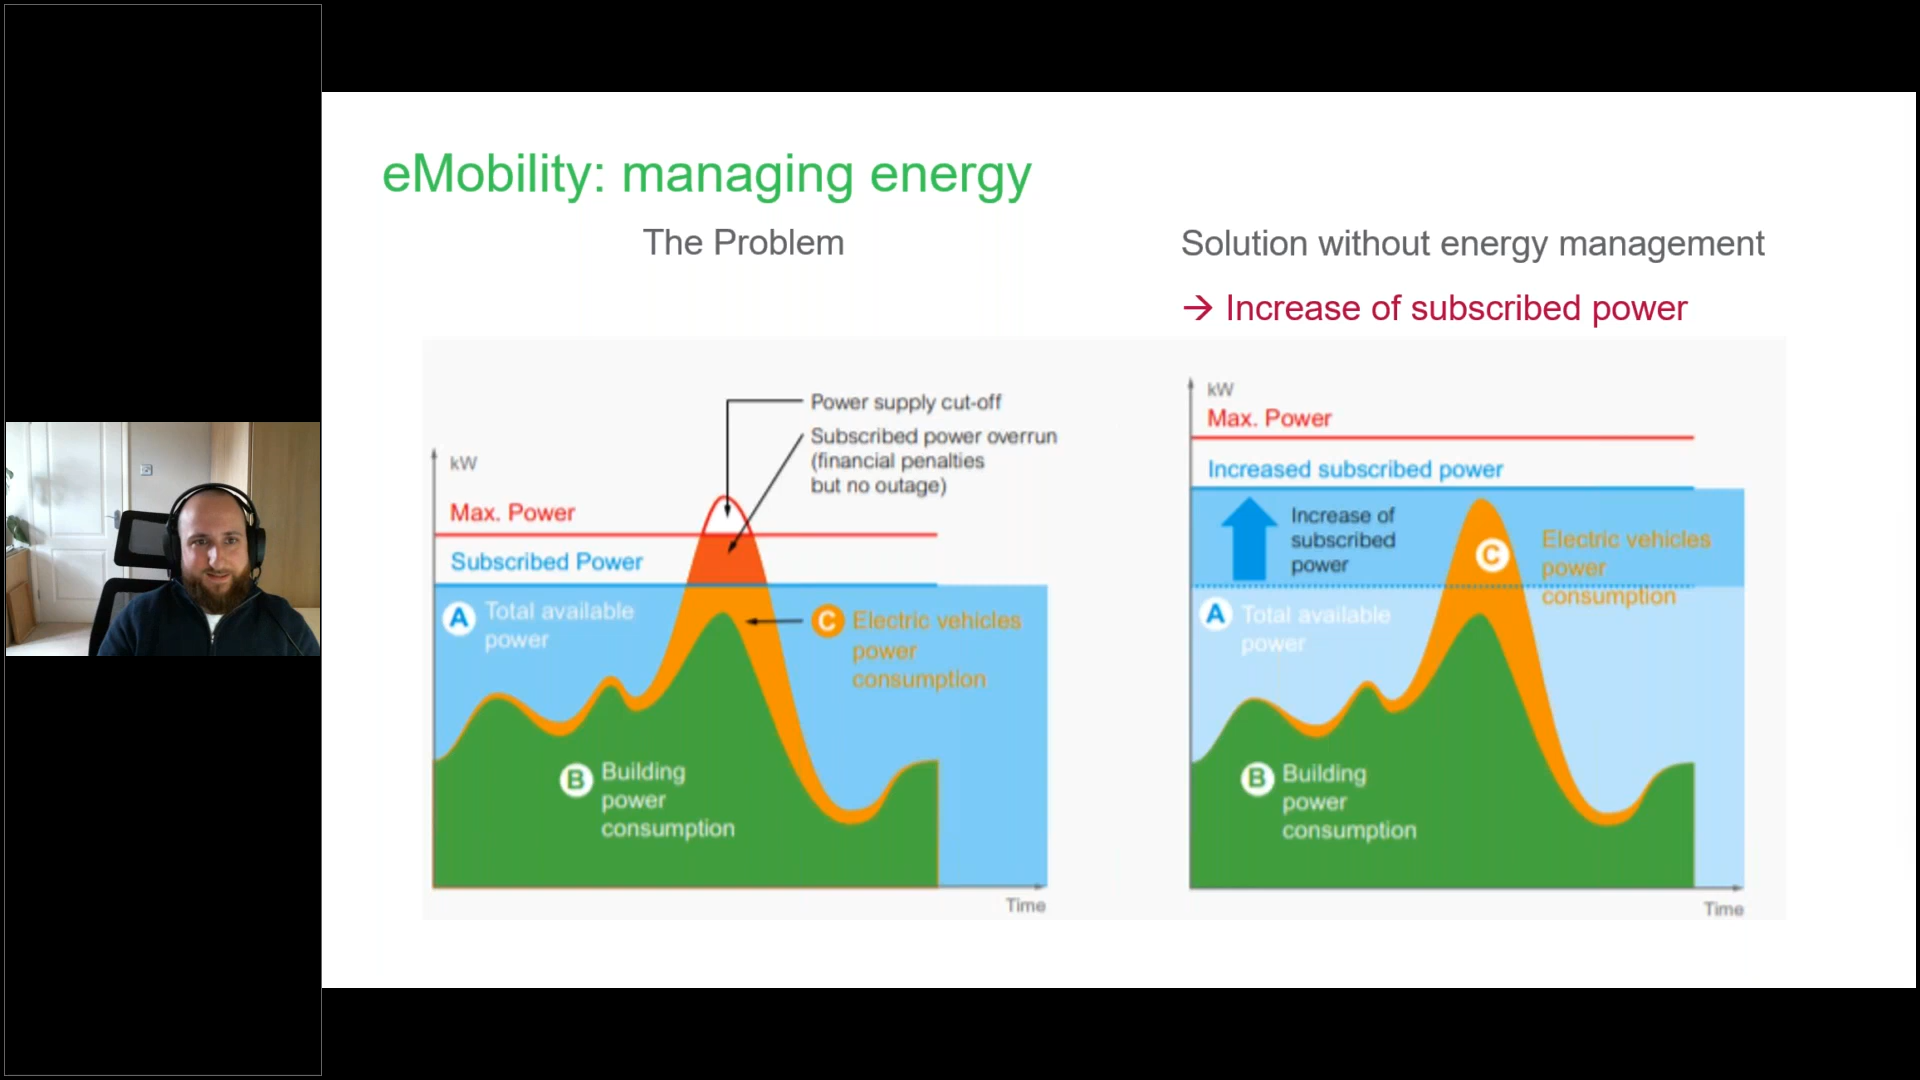 eMobility: managing energy
The Problem
Power supply cut-off
Subscribed power overrun
(financial penalties
but no outage)
kW
Max. Power
Subscribed Power
A Total available
power
C Electric vehicles
power
consumption
B Building
power
consumption
Time
Solution without energy management
→ Increase of subscribed power
kW
Max. Power
Increased subscribed power
Increase of
subscribed
power
C Electric vehicles
power
consumption
A Total available
power
B Building
power
consumption
Time